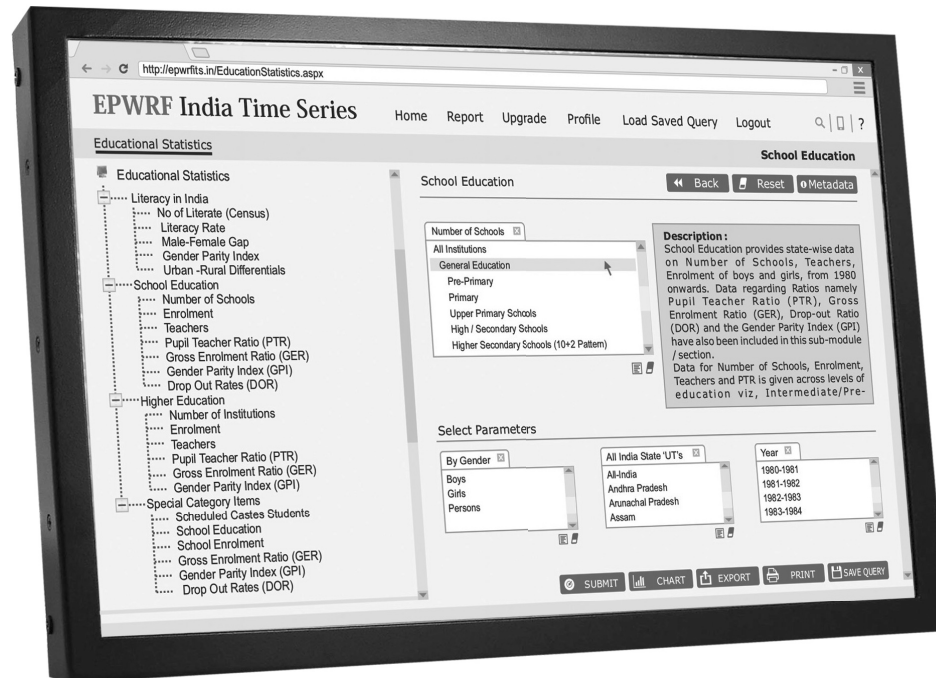 http://epwrfits.in/EducationStatistics.aspx
EPWRF India Time Series
Home Report Upgrade Profile Load Saved Query Logout ?
Educational Statistics
School Education
Educational Statistics
Literacy in India
No of Literate (Census)
Literacy Rate
Male-Female Gap
Gender Parity Index
Urban -Rural Differentials
School Education
Number of Schools
Enrolment
Teachers
Pupil Teacher Ratio (PTR)
Gross Enrolment Ratio (GER)
Gender Parity Index (GPI)
Drop Out Rates (DOR)
Higher Education
Number of Institutions
Enrolment
Teachers
Pupil Teacher Ratio (PTR)
Gross Enrolment Ratio (GER)
Gender Parity Index (GPI)
Special Category Items
Scheduled Castes Students
School Education
School Enrolment
Gross Enrolment Ratio (GER)
Gender Parity Index (GPI)
Drop Out Rates (DOR)
School Education
Back Reset Metadata
Number of Schools
All Institutions
General Education
Pre-Primary
Primary
Upper Primary Schools
High / Secondary Schools
Higher Secondary Schools (10+2 Pattern)
Description :
School Education provides state-wise data
on Number of Schools, Teachers,
Enrolment of boys and girls, from 1980
onwards. Data regarding Ratios namely
Pupil Teacher Ratio (PTR), Gross
Enrolment Ratio (GER), Drop-out Ratio
(DOR) and the Gender Parity Index (GPI)
have also been included in this sub-module
/ section.
Data for Number of Schools, Enrolment,
Teachers and PTR is given across levels of
education viz, Intermediate/Pre-
Select Parameters
By Gender
Boys
Girls
Persons
All India State 'UT's
All-India
Andhra Pradesh
Arunachal Pradesh
Assam
Year
1980-1981
1981-1982
1982-1983
1983-1984
SUBMIT CHART EXPORT PRINT SAVE QUERY